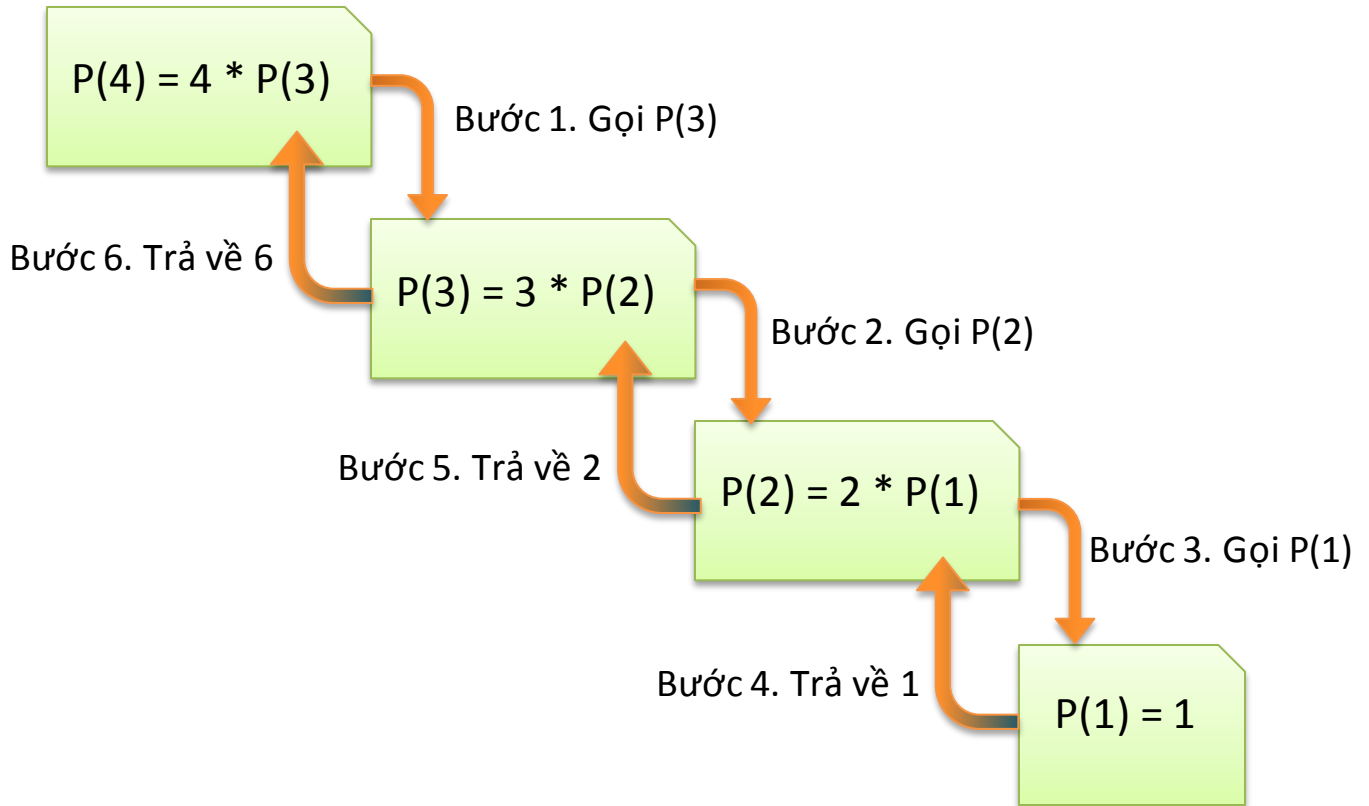 P(4) = 4 * P(3)
Bước 1. Gọi P(3)
Bước 6. Trả về 6
P(3) = 3 * P(2)
Bước 2. Gọi P(2)
Bước 5. Trả về 2
P(2) = 2 * P(1)
Bước 3. Gọi P(1)
Bước 4. Trả về 1
P(1) = 1